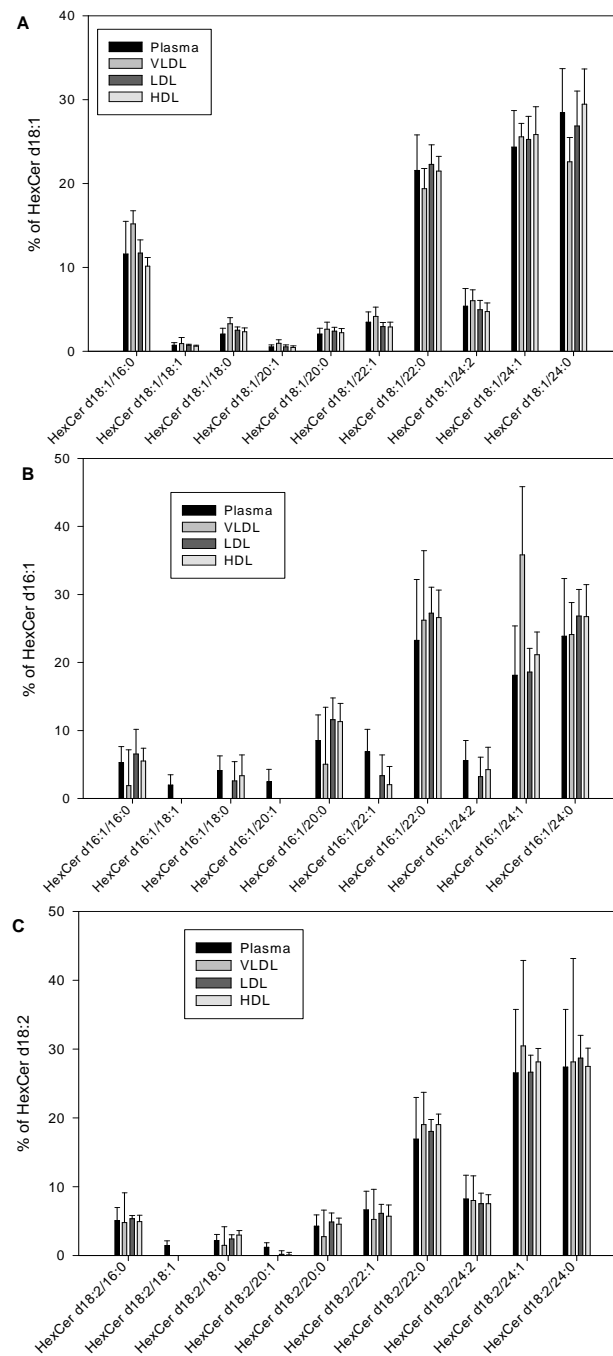 A
40
30
20
10
0
% of HexCer d18:1
Plasma
VLDL
LDL
HDL
HexCer d18:1/16:0
HexCer d18:1/18:1
HexCer d18:1/18:0
HexCer d18:1/20:1
HexCer d18:1/20:0
HexCer d18:1/22:1
HexCer d18:1/22:0
HexCer d18:1/24:2
HexCer d18:1/24:1
HexCer d18:1/24:0
B
50
40
30
20
10
0
% of HexCer d16:1
Plasma
VLDL
LDL
HDL
HexCer d16:1/16:0
HexCer d16:1/18:1
HexCer d16:1/18:0
HexCer d16:1/20:1
HexCer d16:1/20:0
HexCer d16:1/22:1
HexCer d16:1/22:0
HexCer d16:1/24:2
HexCer d16:1/24:1
HexCer d16:1/24:0
C
50
40
30
20
10
0
% of HexCer d18:2
Plasma
VLDL
LDL
HDL
HexCer d18:2/16:0
HexCer d18:2/18:1
HexCer d18:2/18:0
HexCer d18:2/20:1
HexCer d18:2/20:0
HexCer d18:2/22:1
HexCer d18:2/22:0
HexCer d18:2/24:2
HexCer d18:2/24:1
HexCer d18:2/24:0